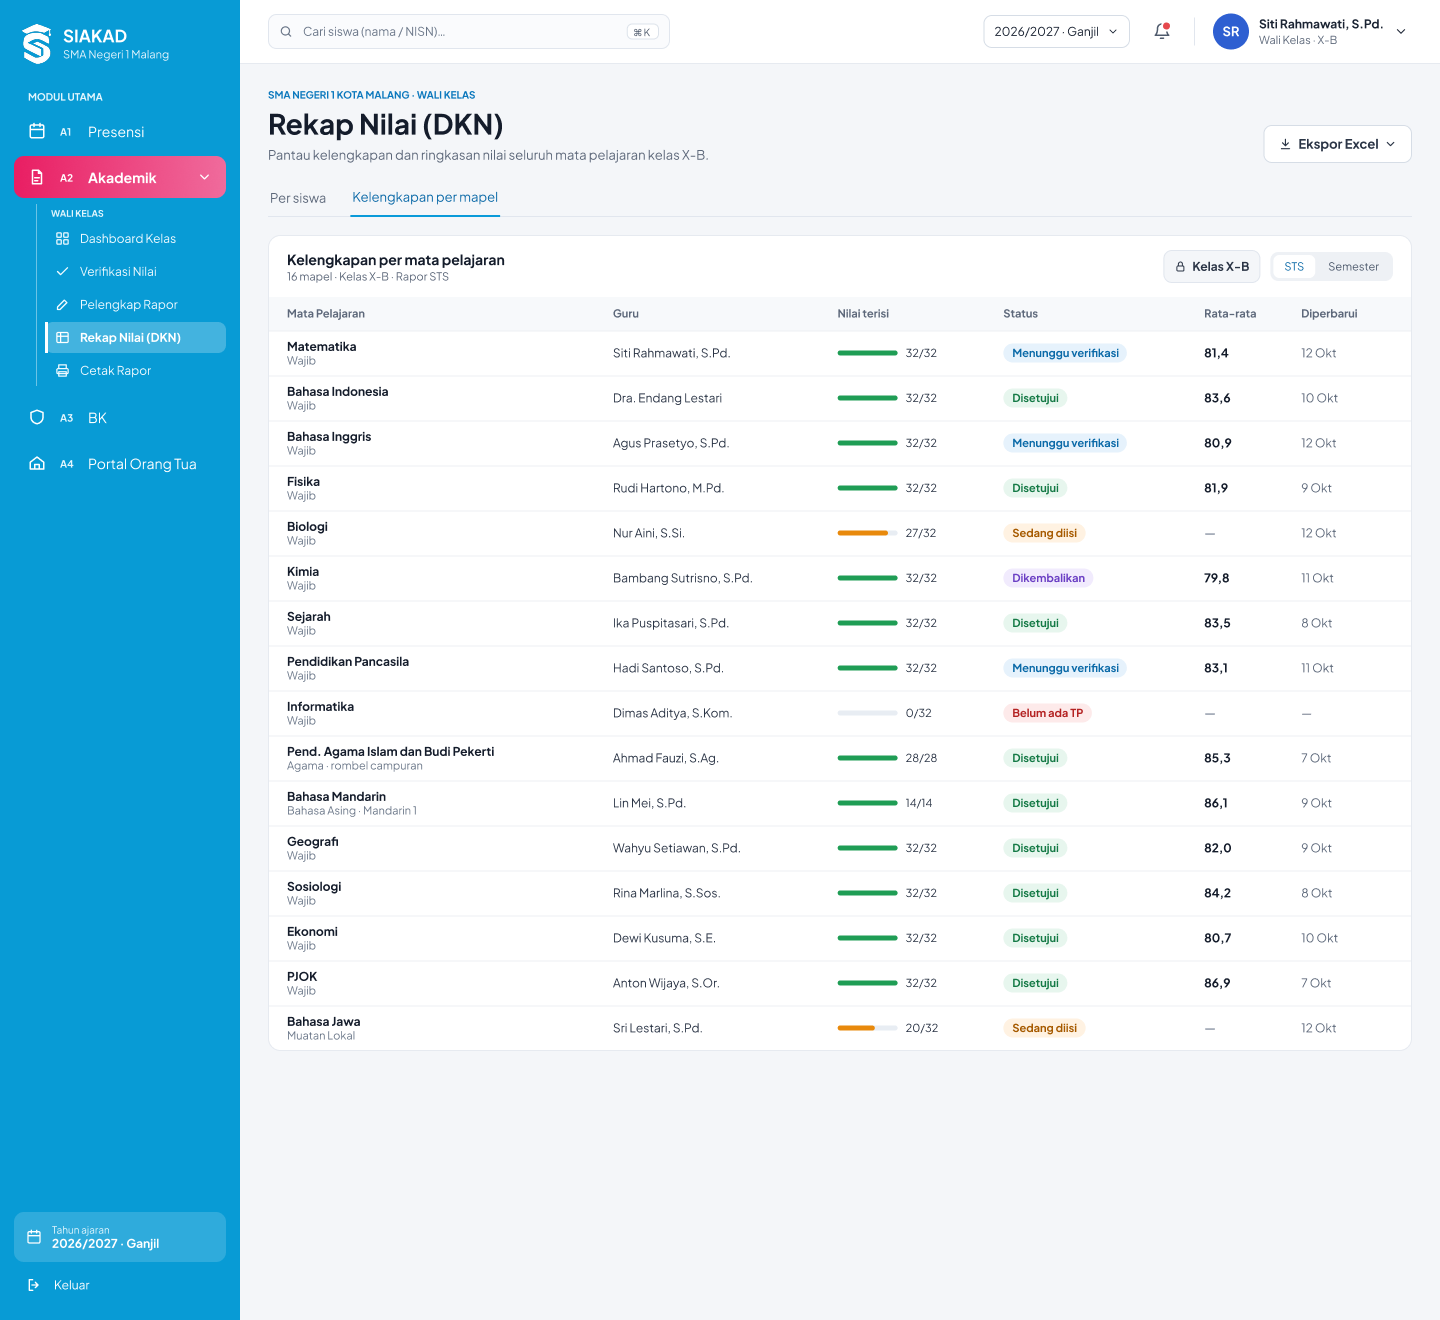 SIAKAD
SMA Negeri 1 Malang
MODUL UTAMA
A1 Presensi
A2 Akademik
WALI KELAS
Dashboard Kelas
Verifikasi Nilai
Pelengkap Rapor
Rekap Nilai (DKN)
Cetak Rapor
A3 BK
A4 Portal Orang Tua
Tahun ajaran
2026/2027 · Ganjil
Keluar
Cari siswa (nama / NISN)...
⌘K
2026/2027 · Ganjil
SR
Siti Rahmawati, S.Pd.
Wali Kelas · X-B
SMA NEGERI 1 KOTA MALANG · WALI KELAS
Rekap Nilai (DKN)
Pantau kelengkapan dan ringkasan nilai seluruh mata pelajaran kelas X-B.
Ekspor Excel
Per siswa Kelengkapan per mapel
Kelengkapan per mata pelajaran
16 mapel · Kelas X-B · Rapor STS
Kelas X-B STS Semester
Mata Pelajaran Guru Nilai terisi Status Rata-rata Diperbarui
Matematika
Wajib
Siti Rahmawati, S.Pd. 32/32 Menunggu verifikasi 81,4 12 Okt
Bahasa Indonesia
Wajib
Dra. Endang Lestari 32/32 Disetujui 83,6 10 Okt
Bahasa Inggris
Wajib
Agus Prasetyo, S.Pd. 32/32 Menunggu verifikasi 80,9 12 Okt
Fisika
Wajib
Rudi Hartono, M.Pd. 32/32 Disetujui 81,9 9 Okt
Biologi
Wajib
Nur Aini, S.Si. 27/32 Sedang diisi — 12 Okt
Kimia
Wajib
Bambang Sutrisno, S.Pd. 32/32 Dikembalikan 79,8 11 Okt
Sejarah
Wajib
Ika Puspitasari, S.Pd. 32/32 Disetujui 83,5 8 Okt
Pendidikan Pancasila
Wajib
Hadi Santoso, S.Pd. 32/32 Menunggu verifikasi 83,1 11 Okt
Informatika
Wajib
Dimas Aditya, S.Kom. 0/32 Belum ada TP — —
Pend. Agama Islam dan Budi Pekerti
Agama · rombel campuran
Ahmad Fauzi, S.Ag. 28/28 Disetujui 85,3 7 Okt
Bahasa Mandarin
Bahasa Asing · Mandarin 1
Lin Mei, S.Pd. 14/14 Disetujui 86,1 9 Okt
Geografi
Wajib
Wahyu Setiawan, S.Pd. 32/32 Disetujui 82,0 9 Okt
Sosiologi
Wajib
Rina Marlina, S.Sos. 32/32 Disetujui 84,2 8 Okt
Ekonomi
Wajib
Dewi Kusuma, S.E. 32/32 Disetujui 80,7 10 Okt
PJOK
Wajib
Anton Wijaya, S.Or. 32/32 Disetujui 86,9 7 Okt
Bahasa Jawa
Muatan Lokal
Sri Lestari, S.Pd. 20/32 Sedang diisi — 12 Okt